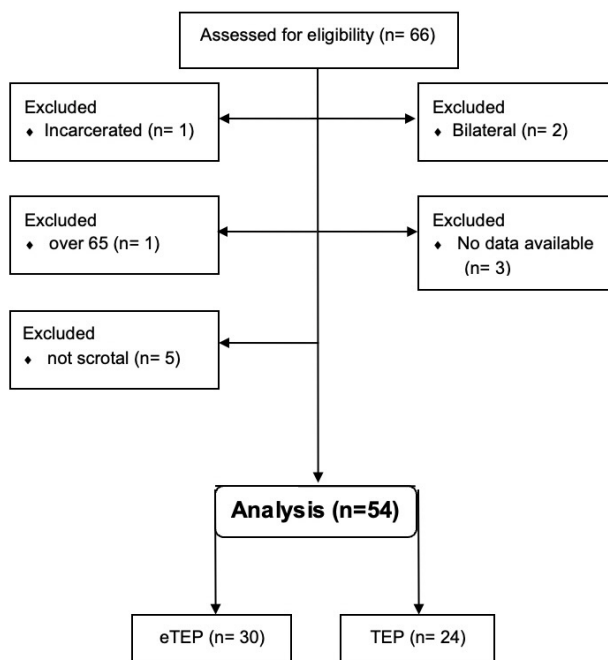 Assessed for eligibility (n= 66)
Excluded
♦ Incarcerated (n= 1)
Excluded
♦ Bilateral (n= 2)
Excluded
♦ over 65 (n= 1)
Excluded
♦ No data available
(n= 3)
Excluded
♦ not scrotal (n= 5)
Analysis (n=54)
eTEP (n= 30)
TEP (n= 24)